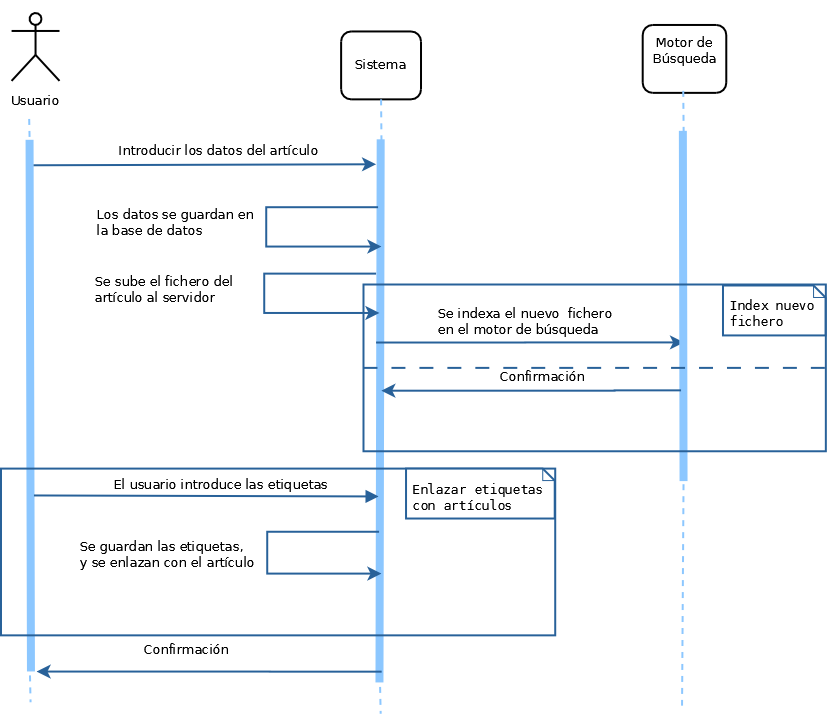 Usuario
Sistema
Motor de
Búsqueda
Introducir los datos del artículo
Los datos se guardan en
la base de datos
Se sube el fichero del
artículo al servidor
Index nuevo
fichero
Se indexa el nuevo  fichero
en el motor de búsqueda
Confirmación
El usuario introduce las etiquetas
Enlazar etiquetas
con artículos
Se guardan las etiquetas,
y se enlazan con el artículo
Confirmación